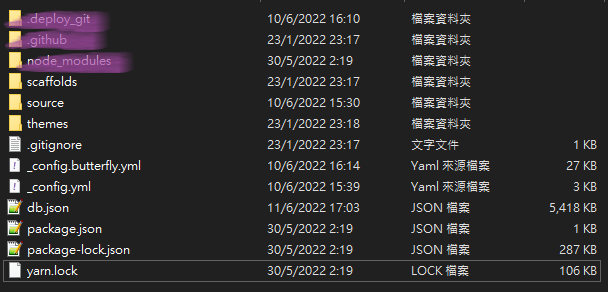 .deploy_git 10/6/2022 16:10 檔案資料夾
.github 23/1/2022 23:17 檔案資料夾
node_modules 30/5/2022 2:19 檔案資料夾
scaffolds 23/1/2022 23:17 檔案資料夾
source 10/6/2022 15:30 檔案資料夾
themes 23/1/2022 23:18 檔案資料夾
.gitignore 23/1/2022 23:17 文字文件 1 KB
_config.butterfly.yml 10/6/2022 16:14 Yaml 來源檔案 27 KB
_config.yml 10/6/2022 15:39 Yaml 來源檔案 3 KB
db.json 11/6/2022 17:03 JSON 檔案 5,418 KB
package.json 30/5/2022 2:19 JSON 檔案 1 KB
package-lock.json 30/5/2022 2:19 JSON 檔案 287 KB
yarn.lock 30/5/2022 2:19 LOCK 檔案 106 KB